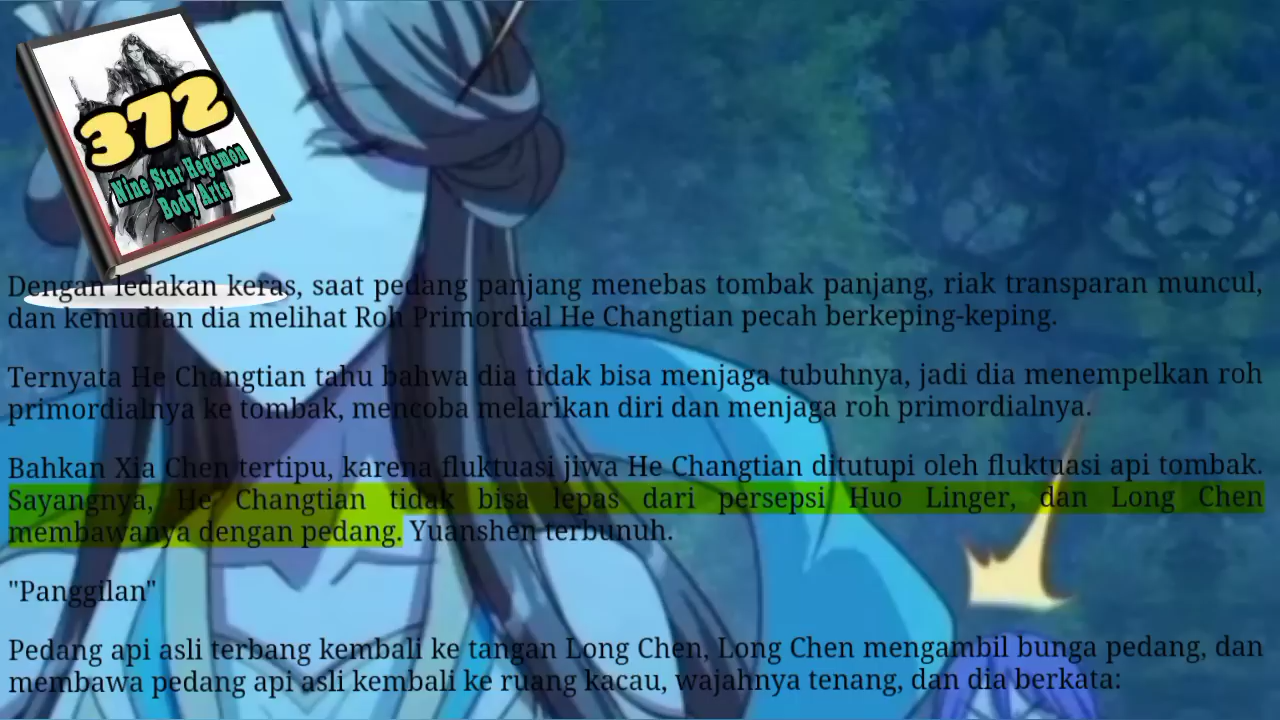 372
Nine Star Hegemon
Body Arts
Dengan ledakan keras, saat pedang panjang menebas tombak panjang, riak transparan muncul,
dan kemudian dia melihat Roh Primordial He Changtian pecah berkeping-keping.
Ternyata He Changtian tahu bahwa dia tidak bisa menjaga tubuhnya, jadi dia menempelkan roh
primordialnya ke tombak, mencoba melarikan diri dan menjaga roh primordialnya.
Bahkan Xia Chen tertipu, karena fluktuasi jiwa He Changtian ditutupi oleh fluktuasi api tombak.
Sayangnya, He Changtian tidak bisa lepas dari persepsi Huo Linger, dan Long Chen
membawanya dengan pedang. Yuanshen terbunuh.
"Panggilan"
Pedang api asli terbang kembali ke tangan Long Chen, Long Chen mengambil bunga pedang, dan
membawa pedang api asli kembali ke ruang kacau, wajahnya tenang, dan dia berkata: